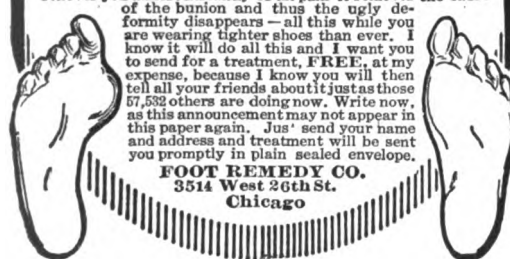 of the bunion and thus the ugly de-
formity disappears—all this while you
are wearing tighter shoes than ever. I
know it will do all this and I want you
to send for a treatment, FREE, at my
expense, because I know you will then
tell all your friends about it just as those
57,532 others are doing now. Write now,
as this announcement may not appear in
this paper again. Jus' send your name
and address and treatment will be sent
you promptly in plain sealed envelope.
FOOT REMEDY CO.
3514 West 26th St.
Chicago